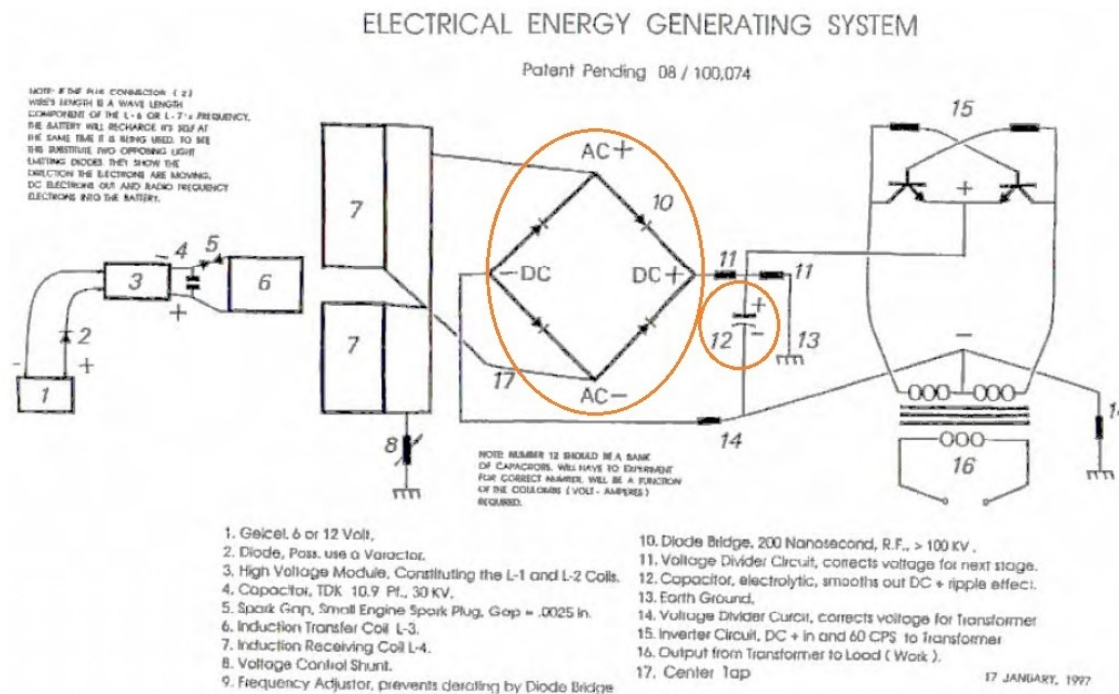 ELECTRICAL ENERGY GENERATING SYSTEM
Patent Pending 08 / 100,074
NOTE: IF THE PLUS CONNECTOR ( 2 )
WIRE'S LENGTH IS A WAVE LENGTH
COMPONENT OF THE L-6 OR L-7's FREQUENCY,
THE BATTERY WILL RECHARGE IT'S SELF AT
THE SAME TIME IT IS BEING USED. TO SEE
THIS SUBSTITUTE TWO OPPOSING LIGHT
EMITTING DIODES. THEY SHOW THE
DIRECTION THE ELECTRONS ARE MOVING,
DC ELECTRONS OUT AND RADIO FREQUENCY
ELECTRONS INTO THE BATTERY.
15
AC+
7
10
+
4
5
-
3
6
-DC
DC+
11
11
+
2
-
+
1
7
+
12
-
13
-
17
AC-
14
14
8
16
NOTE: NUMBER 12 SHOULD BE A BANK
OF CAPACITORS. WILL HAVE TO EXPERIMENT
FOR CORRECT NUMBER. WILL BE A FUNCTION
OF THE COULOMBS ( VOLT - AMPERES )
REQUIRED.
1. Gelcel, 6 or 12 Volt.
2. Diode, Poss. use a Varactor.
3. High Voltage Module, Constituting the L-1 and L-2 Coils.
4. Capacitor, TDK 10.9 Pf., 30 KV.
5. Spark Gap, Small Engine Spark Plug, Gap = .0025 in.
6. Induction Transfer Coil L-3.
7. Induction Receiving Coil L-4.
8. Voltage Control Shunt.
9. Frequency Adjustor, prevents derating by Diode Bridge
10. Diode Bridge, 200 Nanosecond, R.F., > 100 KV.
11. Voltage Divider Circuit, corrects voltage for next stage.
12. Capacitor, electrolytic, smooths out DC + ripple effect.
13. Earth Ground.
14. Voltage Divider Curcit, corrects voltage for Transformer
15. Inverter Circuit, DC + in and 60 CPS to Transformer
16. Output from Transformer to Load ( Work ).
17. Center Tap
17 JANUARY, 1997